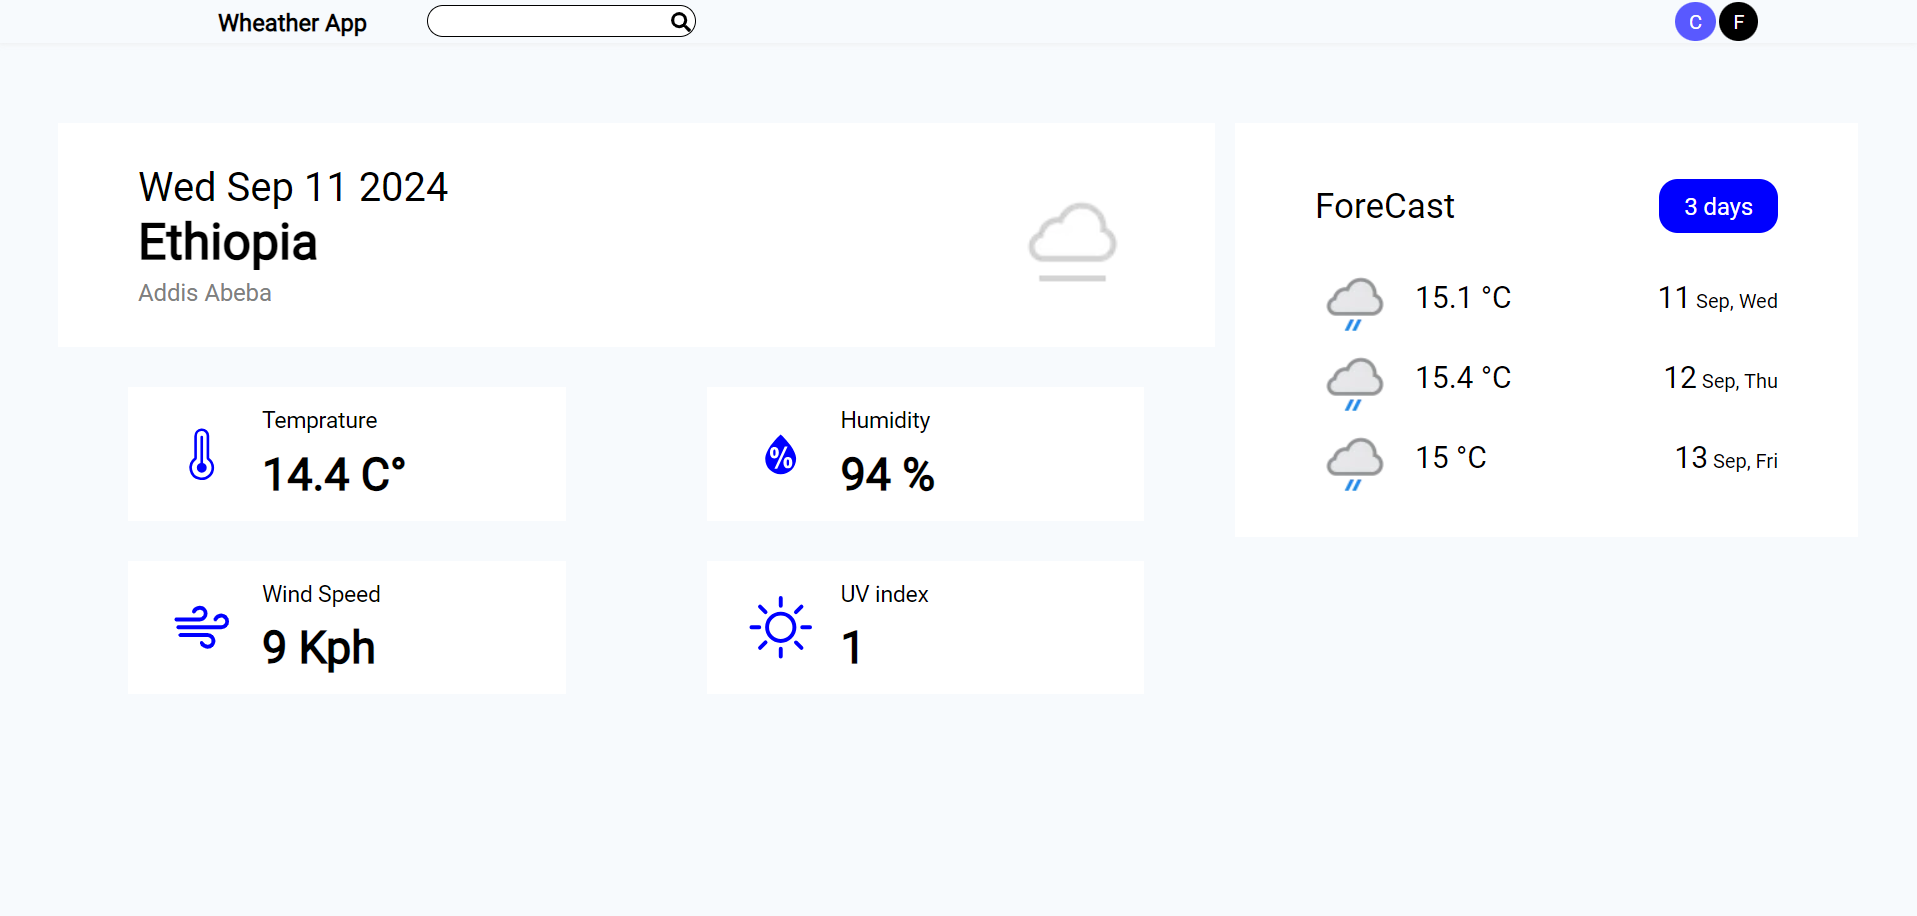 Wheather App
C F
Wed Sep 11 2024
Ethiopia
Addis Abeba
Temprature
14.4 C°
Humidity
94 %
Wind Speed
9 Kph
UV index
1
ForeCast
3 days
15.1 °C 11 Sep, Wed
15.4 °C 12 Sep, Thu
15 °C 13 Sep, Fri